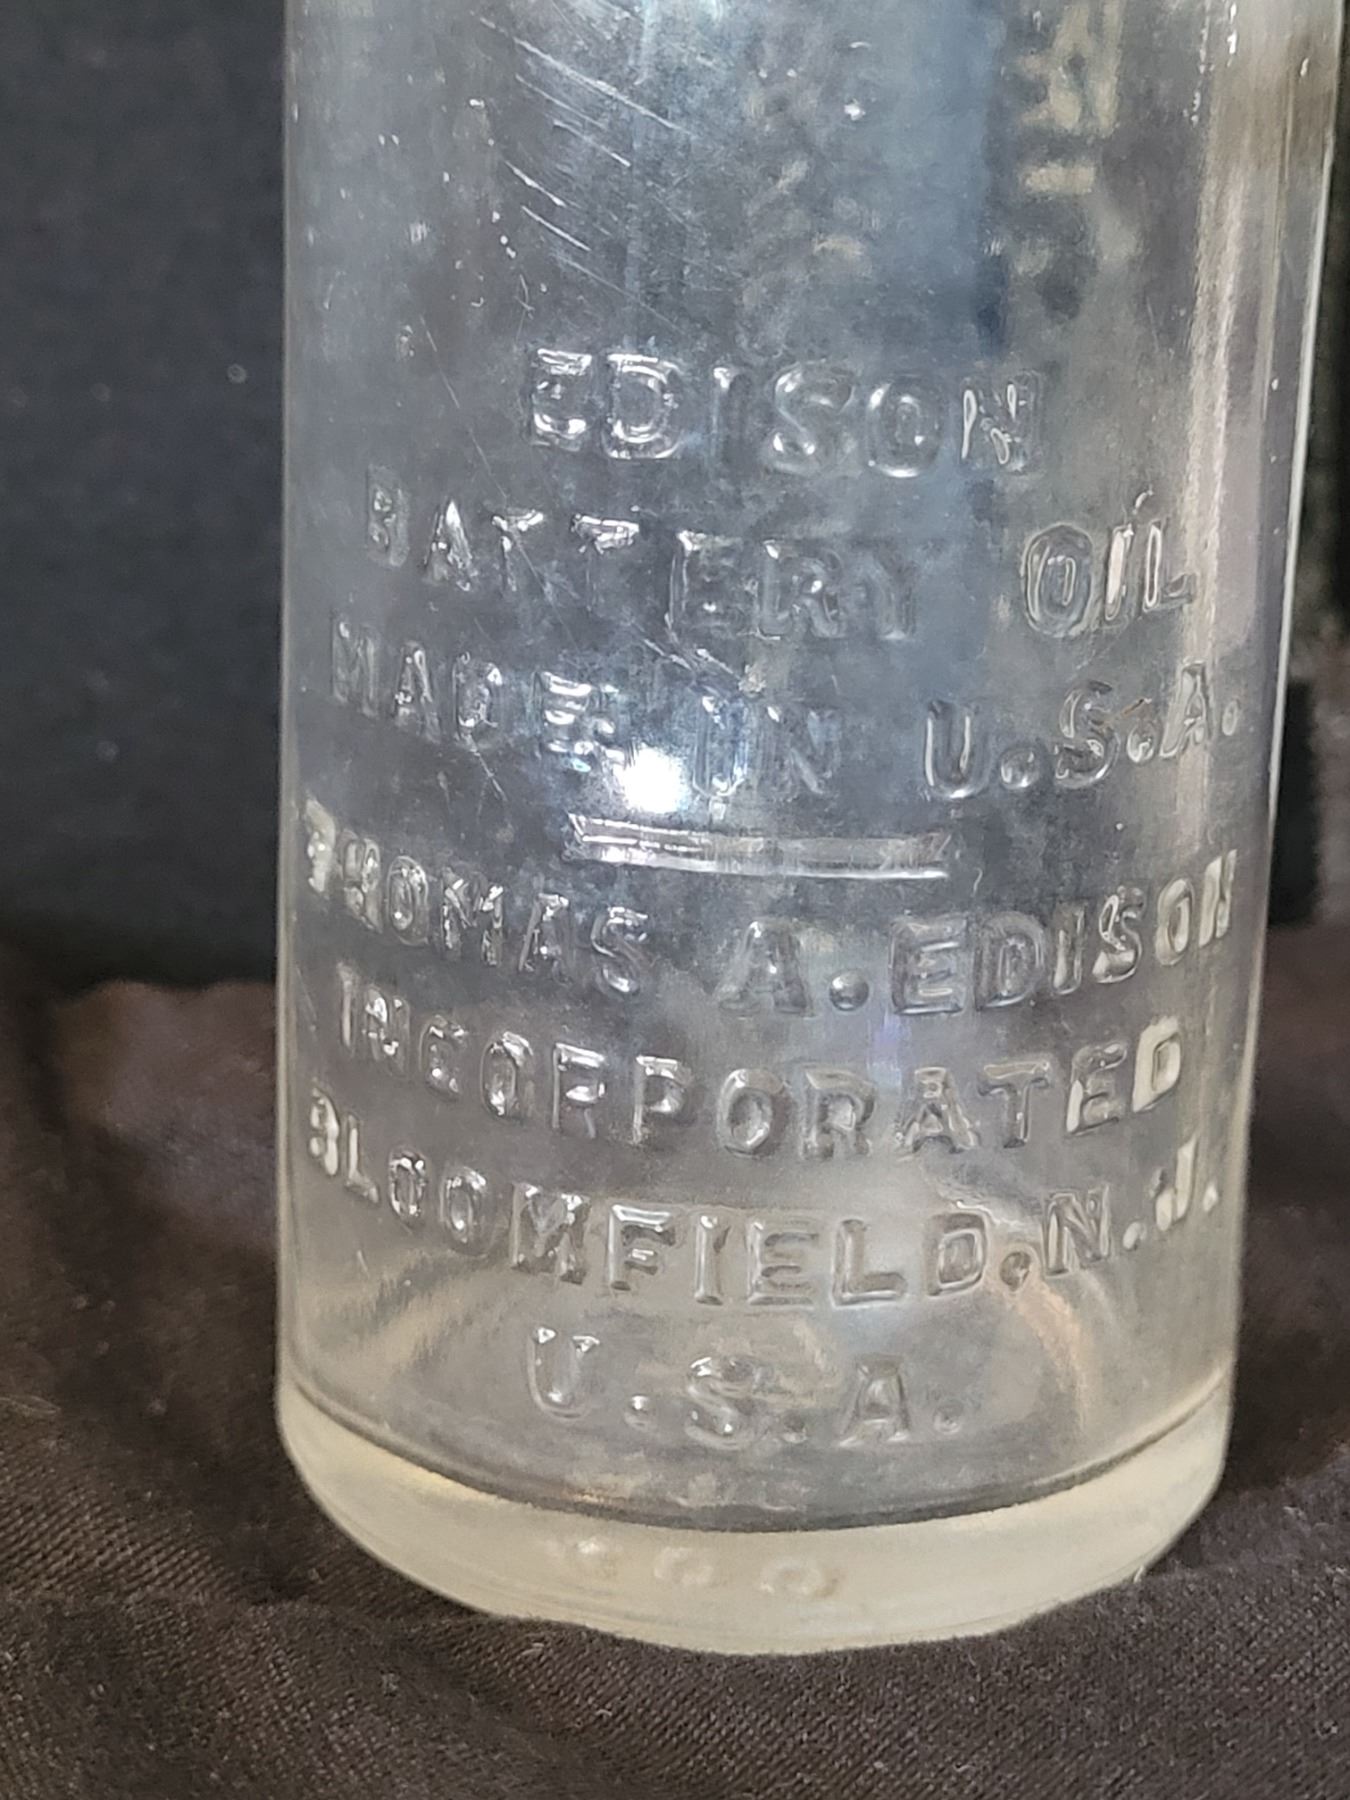 EDISON
BATTERY OIL
MADE IN U.S.A.
THOMAS A. EDISON
INCORPORATED
BLOOMFIELD. N. J.
U.S.A.